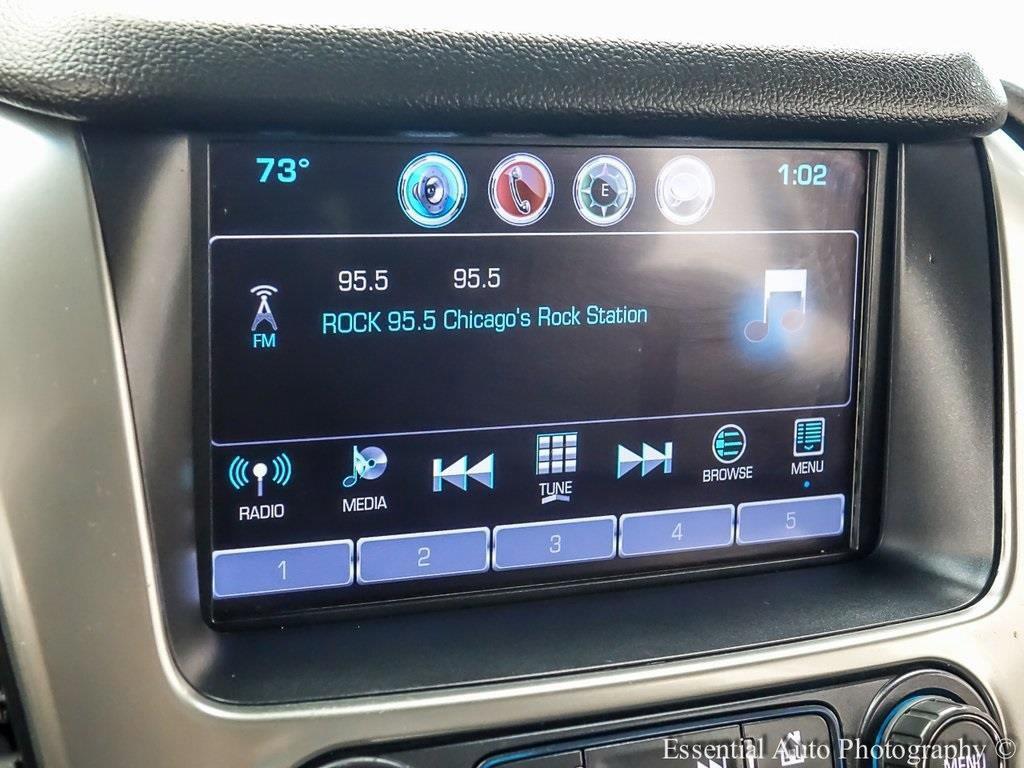 73° E 1:02
95.5 95.5
ROCK 95.5 Chicago's Rock Station
FM
RADIO MEDIA TUNE BROWSE MENU
1 2 3 4 5
MENU
Essential Auto Photography ©